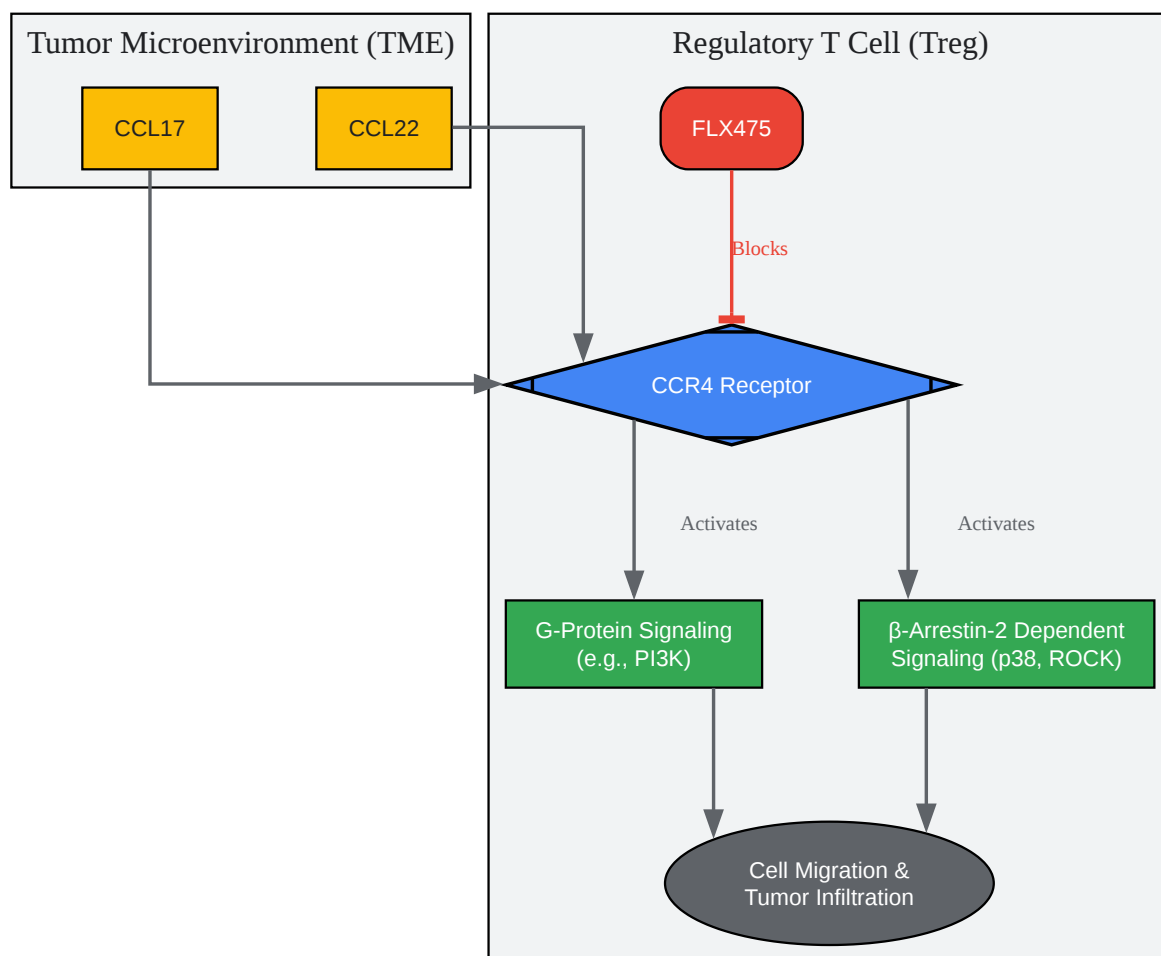 Tumor Microenvironment (TME)
Regulatory T Cell (Treg)
CCL17
CCL22
FLX475
Blocks
CCR4 Receptor
Activates
Activates
G-Protein Signaling
(e.g., PI3K)
β-Arrestin-2 Dependent
Signaling (p38, ROCK)
Cell Migration &
Tumor Infiltration